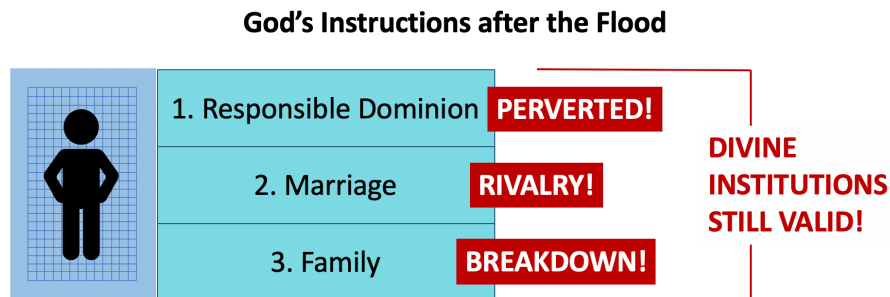 God’s Instructions after the Flood
1. Responsible Dominion PERVERTED!
2. Marriage RIVALRY!
3. Family BREAKDOWN!
DIVINE
INSTITUTIONS
STILL VALID!